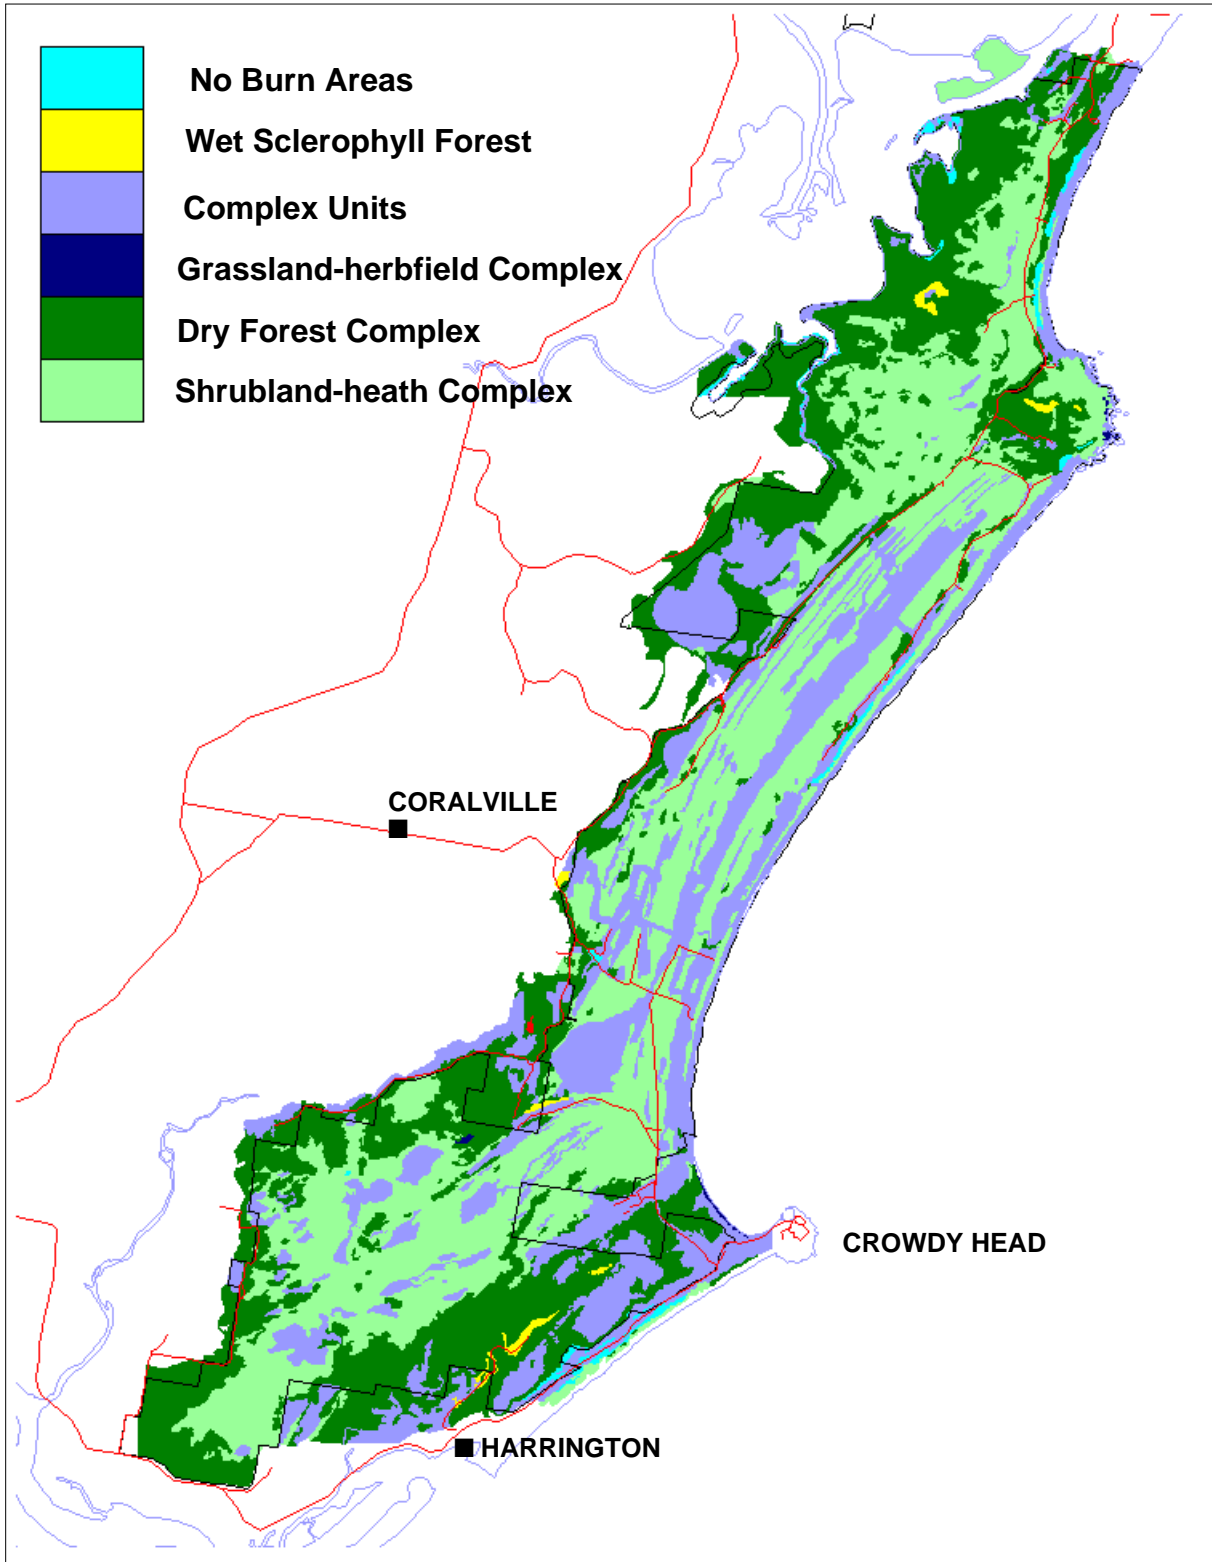 No Burn Areas
Wet Sclerophyll Forest
Complex Units
Grassland-herbfield Complex
Dry Forest Complex
Shrubland-heath Complex
CORALVILLE
CROWDY HEAD
HARRINGTON